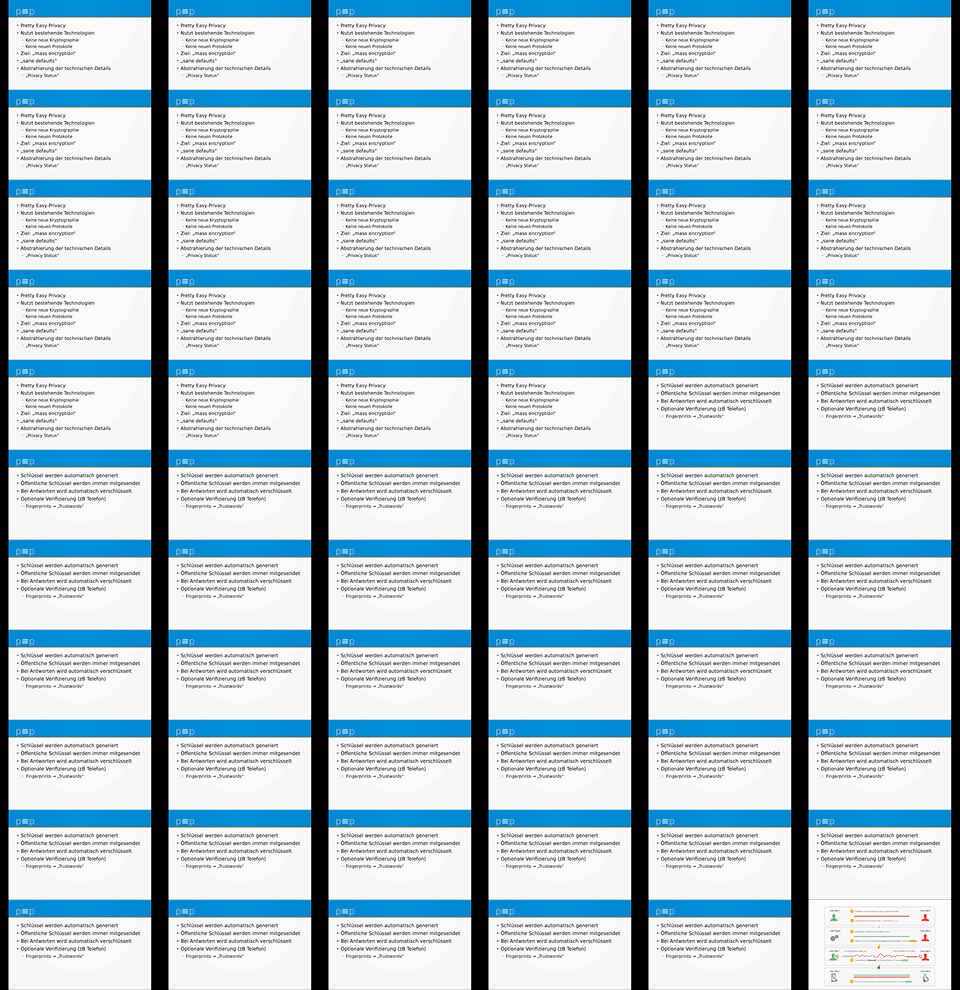 p≡p
Pretty Easy Privacy
Nutzt bestehende Technologien
Keine neue Kryptographie
Keine neuen Protokolle
Ziel: „mass encryption“
„sane defaults“
Abstrahierung der technischen Details
„Privacy Status“
p≡p
Schlüssel werden automatisch generiert
Öffentliche Schlüssel werden immer mitgesendet
Bei Antworten wird automatisch verschlüsselt
Optionale Verifizierung (zB Telefon)
Fingerprints → „Trustwords“